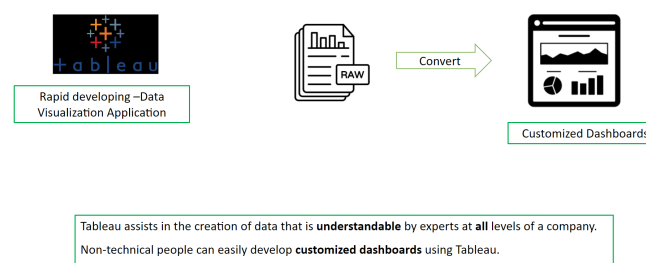 + a b | e a u
Rapid developing –Data
Visualization Application
RAW
Convert
Customized Dashboards
Tableau assists in the creation of data that is understandable by experts at all levels of a company.
Non-technical people can easily develop customized dashboards using Tableau.